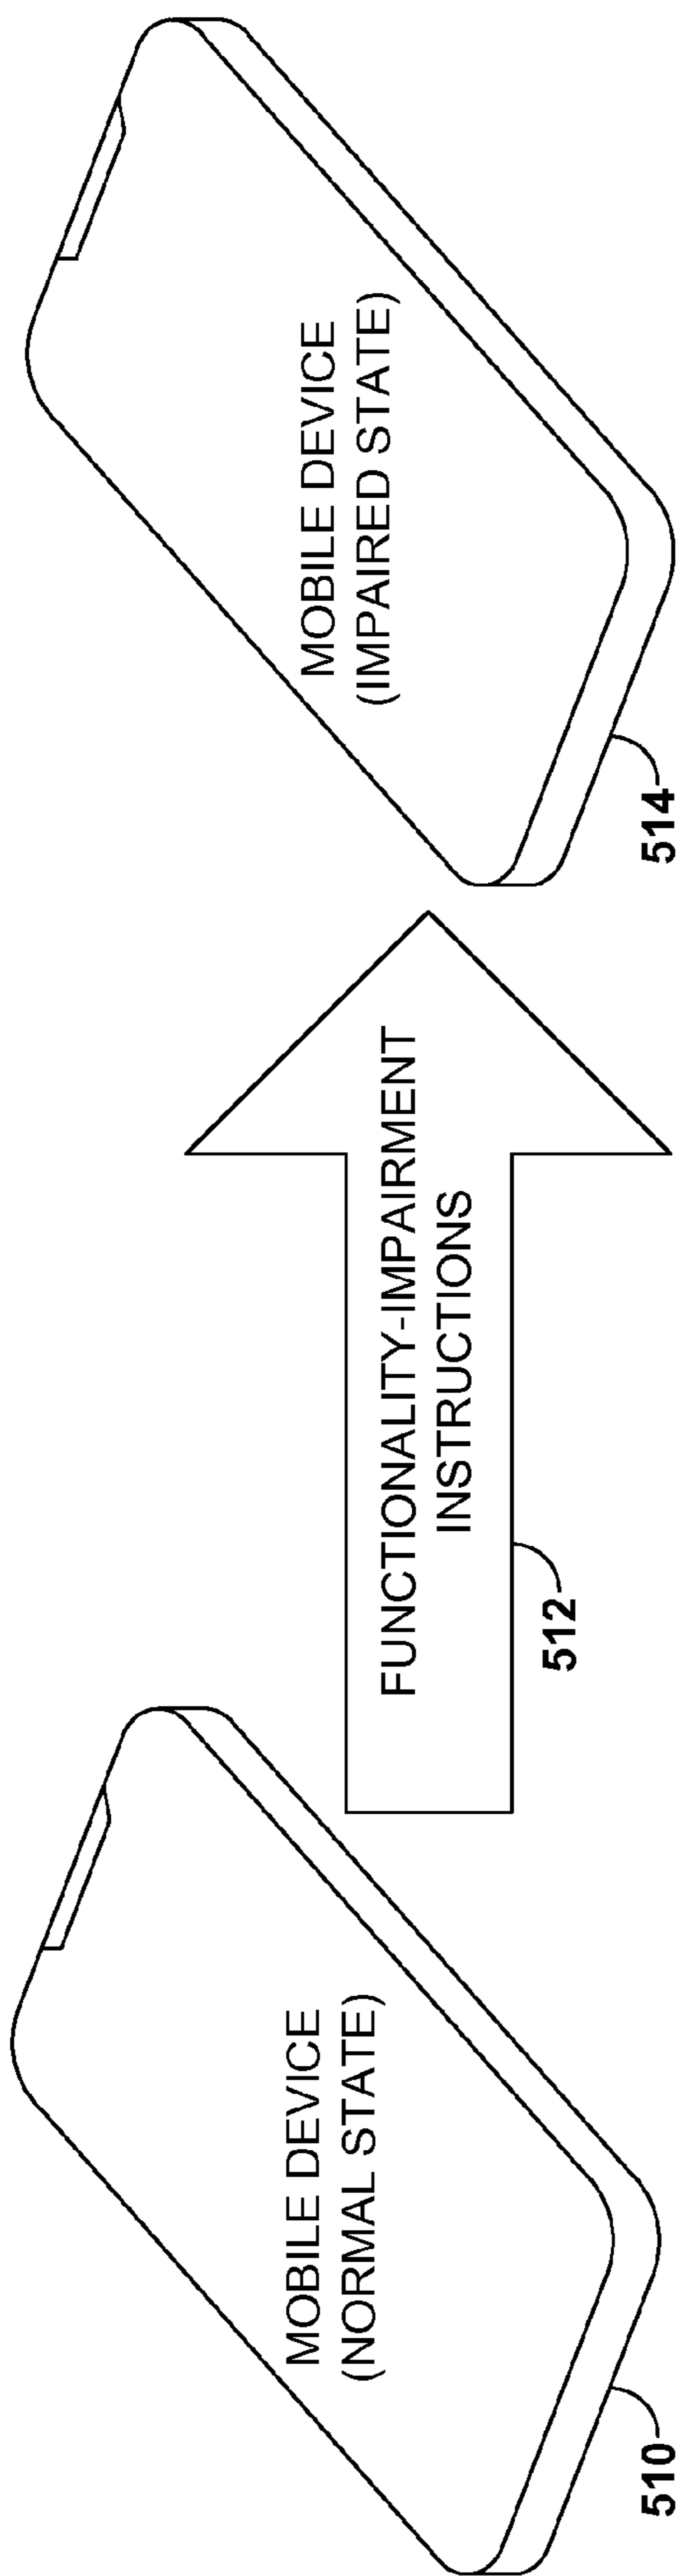 MOBILE DEVICE
(NORMAL STATE)
510
FUNCTIONALITY-IMPAIRMENT
INSTRUCTIONS
512
MOBILE DEVICE
(IMPAIRED STATE)
514